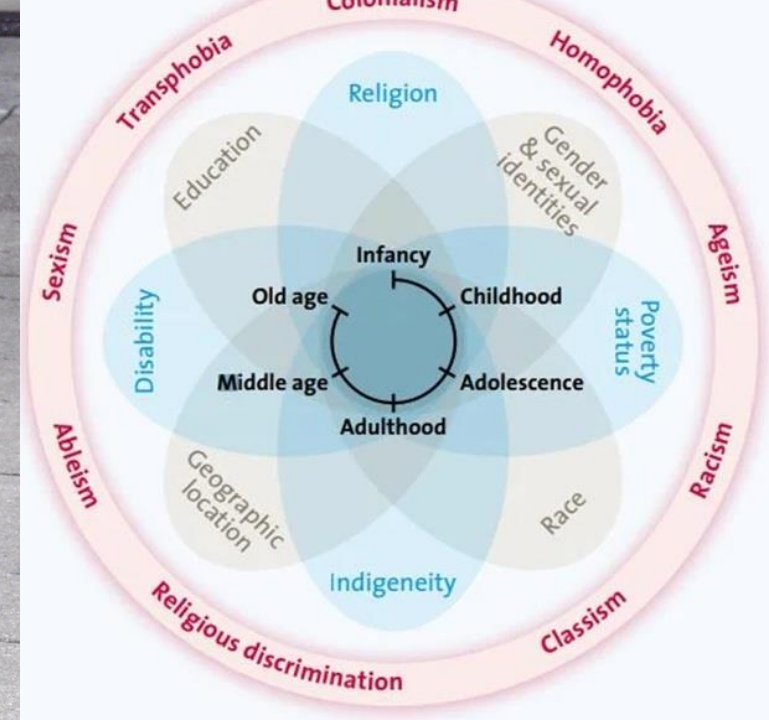 Colonialism
Transphobia
Homophobia
Religion
Education
Gender
& sexual
identities
Sexism
Ageism
Infancy
Old age
Childhood
Disability
Poverty
status
Middle age
Adolescence
Adulthood
Ableism
Racism
Geographic
location
Race
Indigeneity
Religious discrimination
Classism